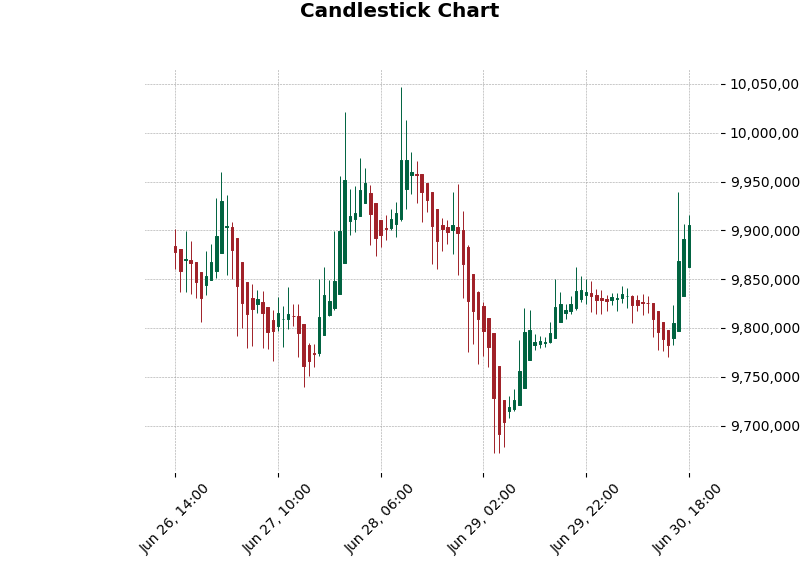 Candlestick Chart
10,050,00
10,000,00
9,950,000
9,900,000
9,850,000
9,800,000
9,750,000
9,700,000
Jun 26, 14:00
Jun 27, 10:00
Jun 28, 06:00
Jun 29, 02:00
Jun 29, 22:00
Jun 30, 18:00